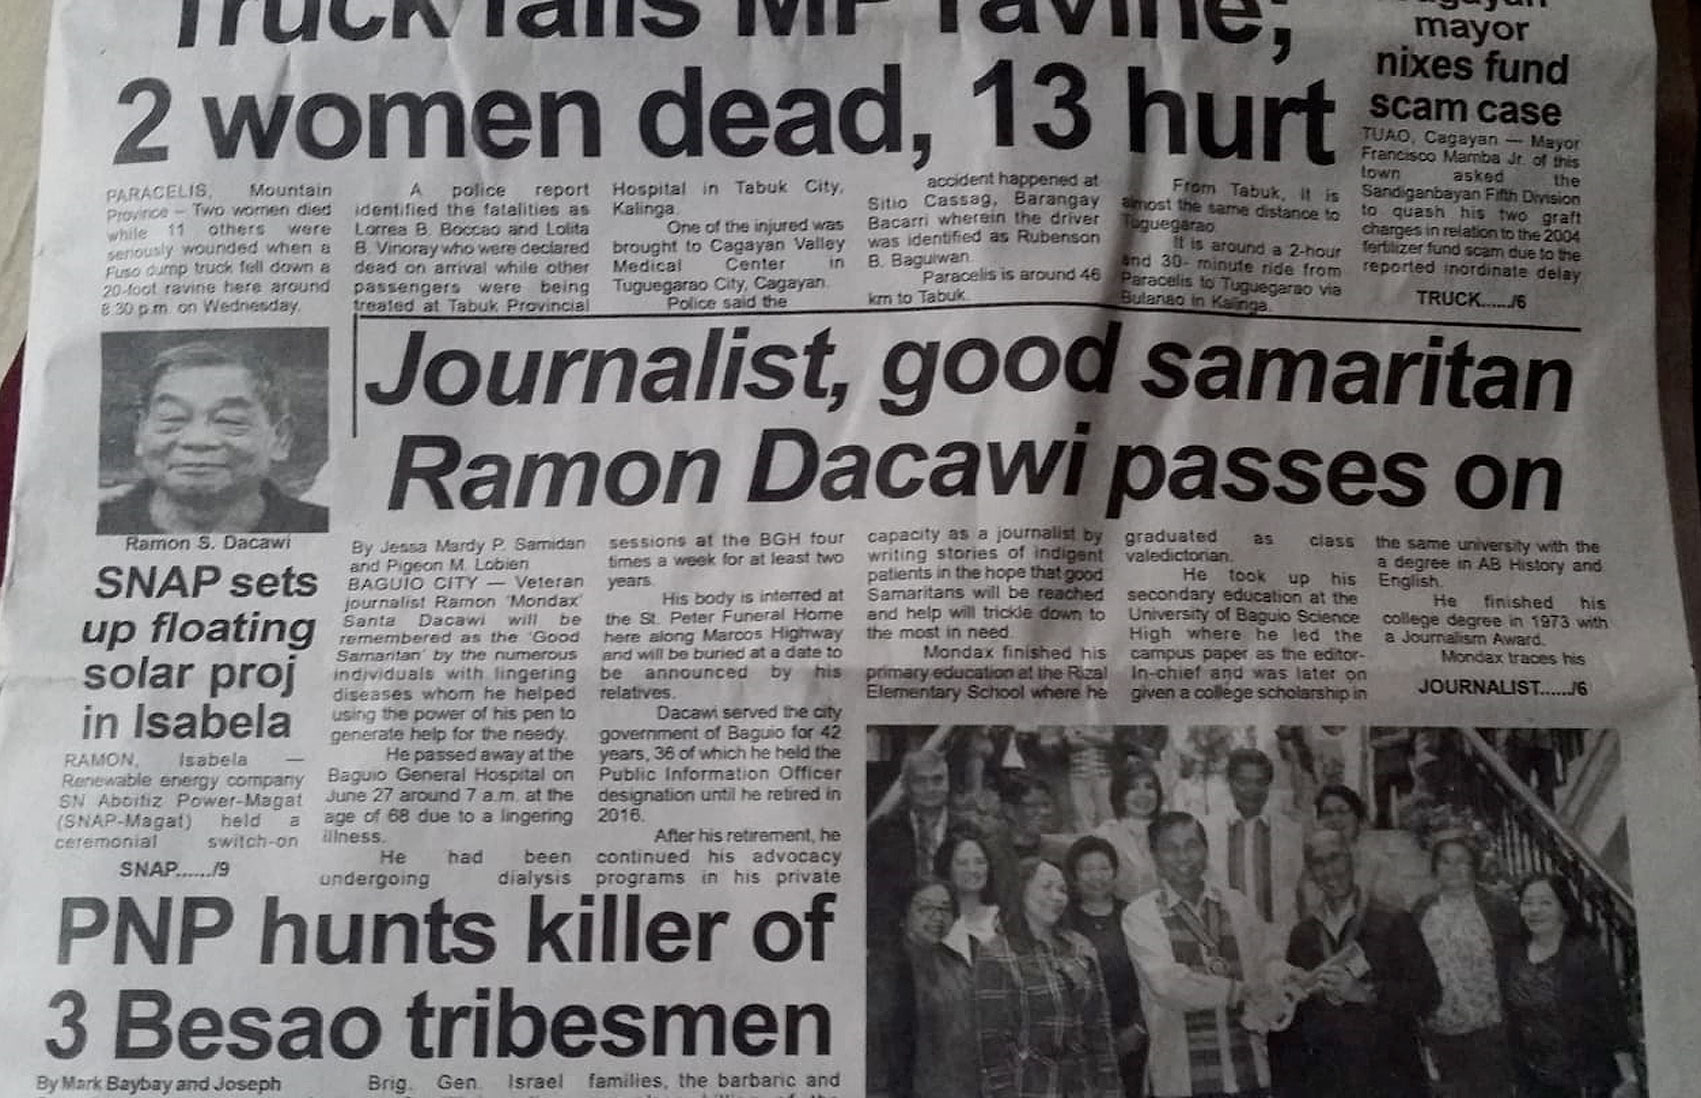 Truck falls MP ravine;
2 women dead, 13 hurt
PARACELIS, Mountain
Province – Two women died
while 11 others were
seriously wounded when a
Fuso dump truck fell down a
20-foot ravine here around
8:30 p.m. on Wednesday.
A police report
identified the fatalities as
Lorrea B. Boccao and Lolita
B. Vinoray who were declared
dead on arrival while other
passengers were being
treated at Tabuk Provincial
Hospital in Tabuk City,
Kalinga.
One of the injured was
brought to Cagayan Valley
Medical Center in
Tuguegarao City, Cagayan.
Police said the
accident happened at
Sitio Cassag, Barangay
Bacarri wherein the driver
was identified as Rubenson
B. Baguiwan.
Paracelis is around 46
km to Tabuk.
From Tabuk, it is
almost the same distance to
Tuguegarao.
It is around a 2-hour
and 30- minute ride from
Paracelis to Tuguegarao via
Bulanao in Kalinga.
TRUCK....../6
mayor
nixes fund
scam case
TUAO, Cagayan — Mayor
Francisco Mamba Jr. of this
town asked the
Sandiganbayan Fifth Division
to quash his two graft
charges in relation to the 2004
fertilizer fund scam due to the
reported inordinate delay
Ramon S. Dacawi
Journalist, good samaritan
Ramon Dacawi passes on
By Jessa Mardy P. Samidan
and Pigeon M. Lobien
BAGUIO CITY — Veteran
journalist Ramon 'Mondax'
Santa Dacawi will be
remembered as the 'Good
Samaritan' by the numerous
individuals with lingering
diseases whom he helped
using the power of his pen to
generate help for the needy.
He passed away at the
Baguio General Hospital on
June 27 around 7 a.m. at the
age of 68 due to a lingering
illness.
He had been
undergoing dialysis
sessions at the BGH four
times a week for at least two
years.
His body is interred at
the St. Peter Funeral Home
here along Marcos Highway
and will be buried at a date to
be announced by his
relatives.
Dacawi served the city
government of Baguio for 42
years, 36 of which he held the
Public Information Officer
designation until he retired in
2016.
After his retirement, he
continued his advocacy
programs in his private
capacity as a journalist by
writing stories of indigent
patients in the hope that good
Samaritans will be reached
and help will trickle down to
the most in need.
Mondax finished his
primary education at the Rizal
Elementary School where he
graduated as class
valedictorian.
He took up his
secondary education at the
University of Baguio Science
High where he led the
campus paper as the editor-
In-chief and was later on
given a college scholarship in
the same university with the
a degree in AB History and
English.
He finished his
college degree in 1973 with
a Journalism Award.
Mondax traces his
JOURNALIST....../6
SNAP sets
up floating
solar proj
in Isabela
RAMON, Isabela —
Renewable energy company
SN Aboitiz Power-Magat
(SNAP-Magat) held a
ceremonial switch-on
SNAP....../9
PNP hunts killer of
3 Besao tribesmen
By Mark Baybay and Joseph
Brig. Gen. Israel
families, the barbaric and